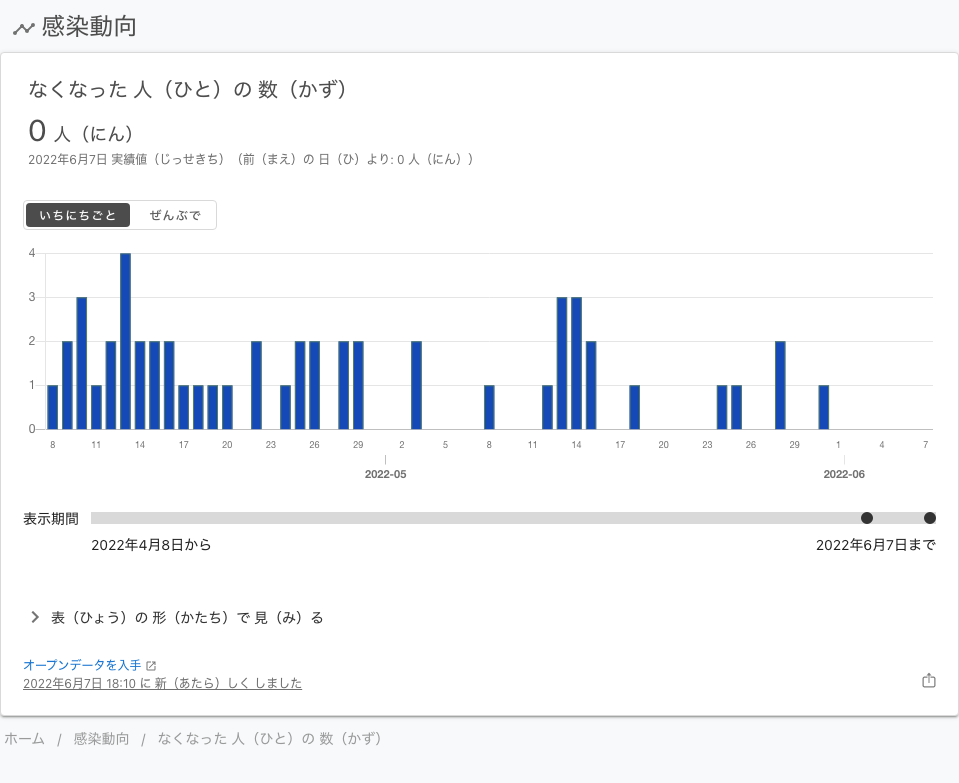 感染動向
なくなった 人（ひと）の 数（かず）
0 人（にん）
2022年6月7日 実績値（じっせきち）（前（まえ）の 日（ひ）より: 0 人（にん））
いちにちごと ぜんぶで
4
3
2
1
0
8 11 14 17 20 23 26 29 2 5 8 11 14 17 20 23 26 29 1 4 7
2022-05 2022-06
表示期間
2022年4月8日から 2022年6月7日まで
表（ひょう）の 形（かたち）で 見（み）る
オープンデータを入手
2022年6月7日 18:10 に 新（あたら）しく しました
ホーム / 感染動向 / なくなった 人（ひと）の 数（かず）